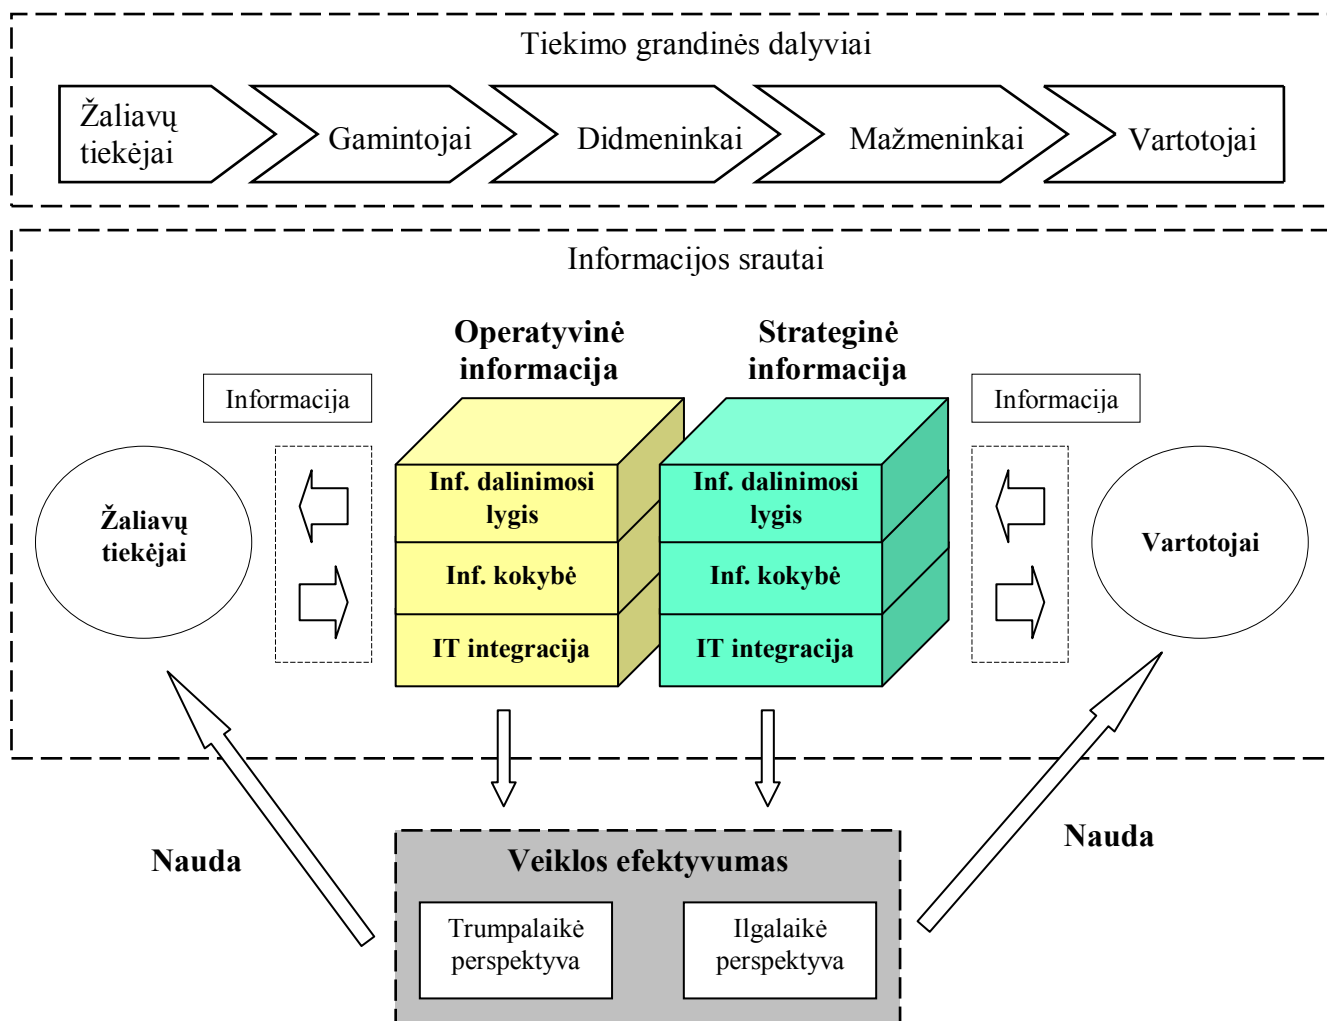 Tiekimo grandinės dalyviai
Žaliavų
tiekėjai
Gamintojai
Didmeninkai
Mažmeninkai
Vartotojai
Informacijos srautai
Operatyvinė
informacija
Strateginė
informacija
Informacija
Informacija
Žaliavų
tiekėjai
Inf. dalinimosi
lygis
Inf. kokybė
IT integracija
Inf. dalinimosi
lygis
Inf. kokybė
IT integracija
Vartotojai
Nauda
Nauda
Veiklos efektyvumas
Trumpalaikė
perspektyva
Ilgalaikė
perspektyva